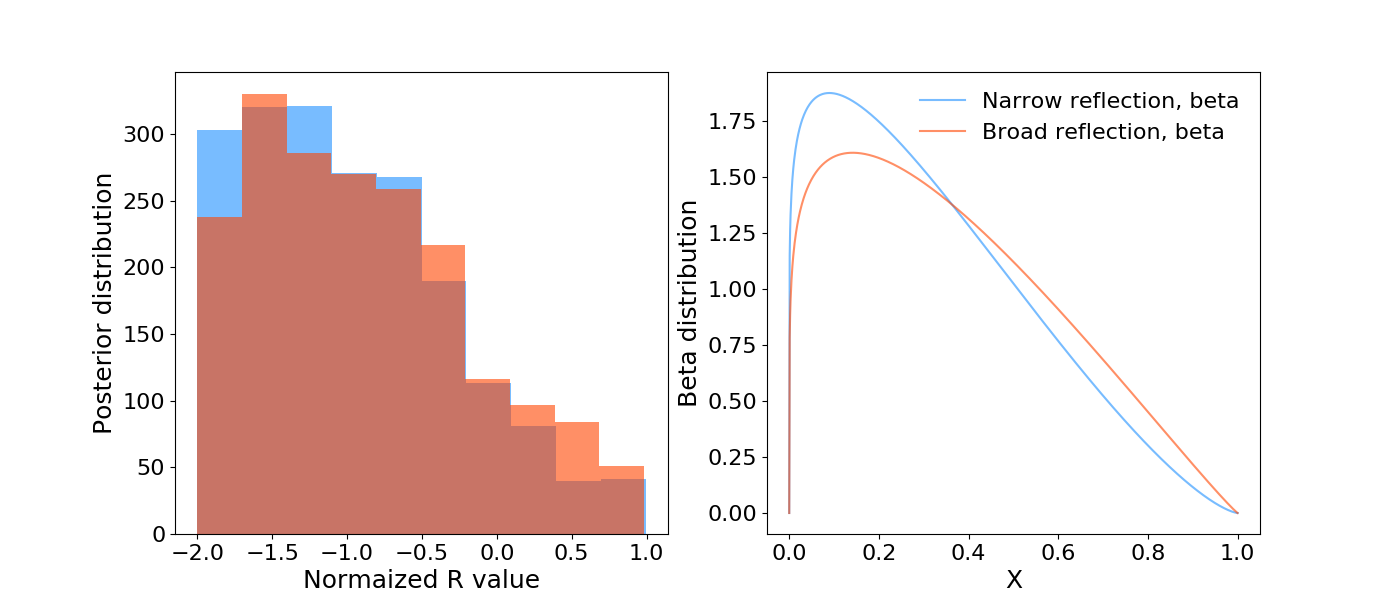 Posterior distribution
300
250
200
150
100
50
0
−2.0 −1.5 −1.0 −0.5 0.0 0.5 1.0
Normaized R value
Beta distribution
1.75
1.50
1.25
1.00
0.75
0.50
0.25
0.00
0.0 0.2 0.4 0.6 0.8 1.0
X
Narrow reflection, beta
Broad reflection, beta